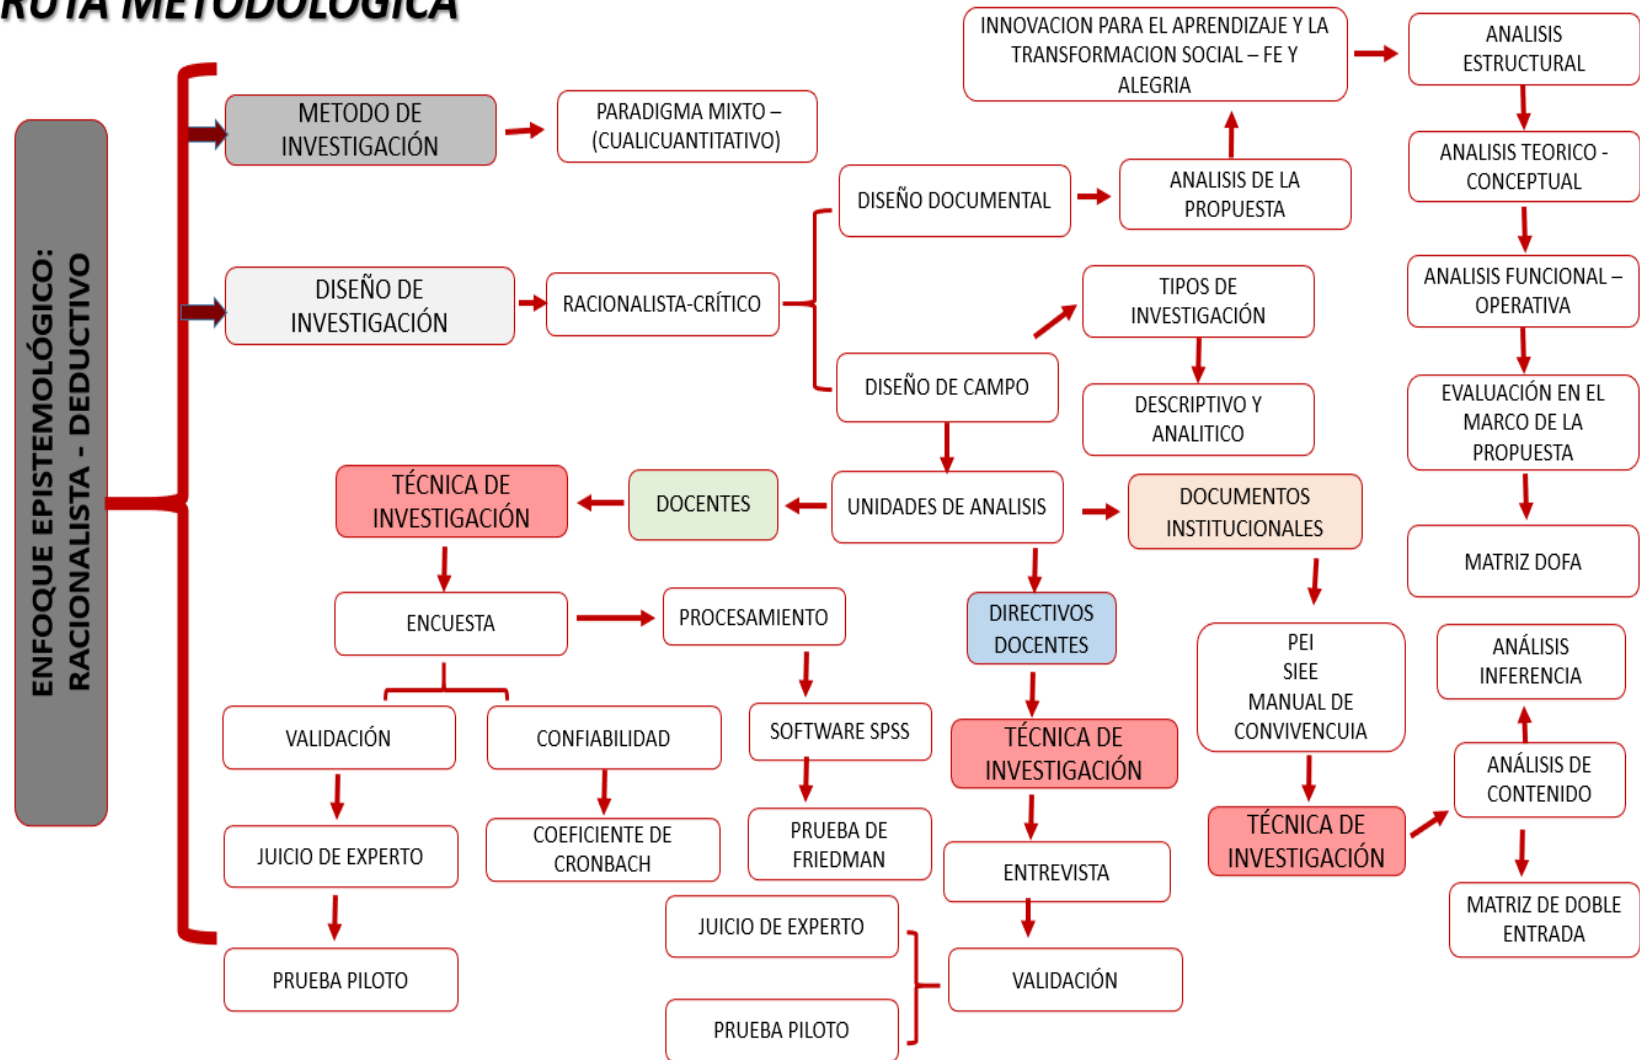 RUTA METODOLÓGICA
ENFOQUE EPISTEMOLÓGICO:
RACIONALISTA - DEDUCTIVO
METODO DE
INVESTIGACIÓN
PARADIGMA MIXTO –
(CUALICUANTITATIVO)
INNOVACION PARA EL APRENDIZAJE Y LA
TRANSFORMACION SOCIAL – FE Y
ALEGRIA
ANALISIS
ESTRUCTURAL
ANALISIS TEORICO -
CONCEPTUAL
DISEÑO DOCUMENTAL
ANALISIS DE LA
PROPUESTA
ANALISIS FUNCIONAL –
OPERATIVA
DISEÑO DE
INVESTIGACIÓN
RACIONALISTA-CRÍTICO
TIPOS DE
INVESTIGACIÓN
DISEÑO DE CAMPO
DESCRIPTIVO Y
ANALITICO
EVALUACIÓN EN EL
MARCO DE LA
PROPUESTA
TÉCNICA DE
INVESTIGACIÓN
DOCENTES
UNIDADES DE ANALISIS
DOCUMENTOS
INSTITUCIONALES
MATRIZ DOFA
ENCUESTA
PROCESAMIENTO
DIRECTIVOS
DOCENTES
PEI
SIEE
MANUAL DE
CONVIVENCUIA
ANÁLISIS
INFERENCIA
VALIDACIÓN
CONFIABILIDAD
SOFTWARE SPSS
TÉCNICA DE
INVESTIGACIÓN
ANÁLISIS DE
CONTENIDO
JUICIO DE EXPERTO
COEFICIENTE DE
CRONBACH
PRUEBA DE
FRIEDMAN
ENTREVISTA
TÉCNICA DE
INVESTIGACIÓN
MATRIZ DE DOBLE
ENTRADA
PRUEBA PILOTO
JUICIO DE EXPERTO
VALIDACIÓN
PRUEBA PILOTO